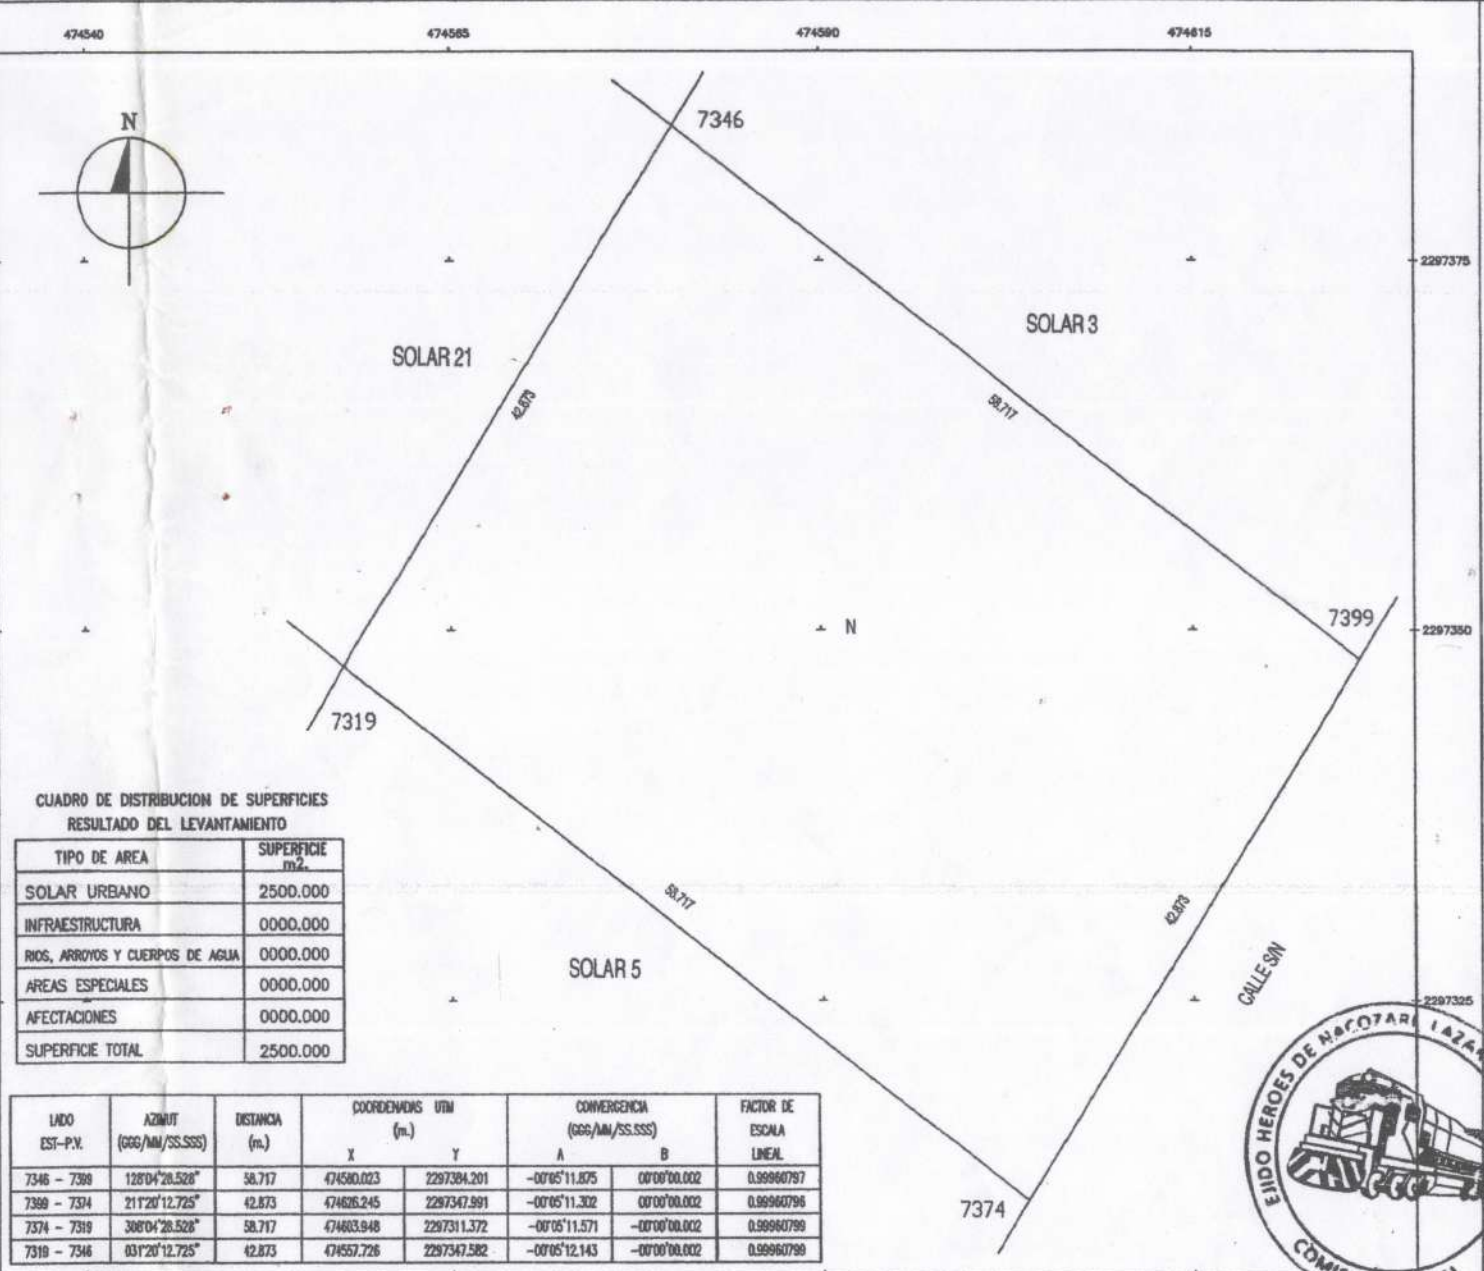 474540 474565 474590 474615
N
7346
2297375
SOLAR 3
SOLAR 21
42.873
58.717
7399
2297350
N
7319
CUADRO DE DISTRIBUCION DE SUPERFICIES
RESULTADO DEL LEVANTAMIENTO
TIPO DE AREA SUPERFICIE m2.
SOLAR URBANO 2500.000
INFRAESTRUCTURA 0000.000
RIOS, ARROYOS Y CUERPOS DE AGUA 0000.000
AREAS ESPECIALES 0000.000
AFECTACIONES 0000.000
SUPERFICIE TOTAL 2500.000
58.717
42.873
SOLAR 5
CALLE S/N
2297325
7374
LADO EST-P.V. AZIMUT (GGG/MM/SS.SSS) DISTANCIA (m.) COORDENADAS UTM (m.) X Y CONVERGENCIA (GGG/MM/SS.SSS) A B FACTOR DE ESCALA LINEAL
7346 - 7399 128°04'28.528" 58.717 474580.023 2297384.201 -00°05'11.875 00°00'00.002 0.99960797
7399 - 7374 211°20'12.725" 42.873 474626.245 2297347.991 -00°05'11.302 00°00'00.002 0.99960796
7374 - 7319 308°04'28.528" 58.717 474603.948 2297311.372 -00°05'11.571 -00°00'00.002 0.99960799
7319 - 7346 031°20'12.725" 42.873 474557.726 2297347.582 -00°05'12.143 -00°00'00.002 0.99960799
EJIDO HEROES DE NACOZARI